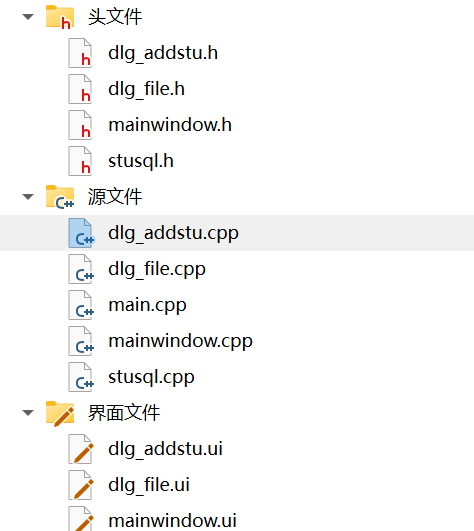 头文件
dlg_addstu.h
dlg_file.h
mainwindow.h
stusql.h
源文件
dlg_addstu.cpp
dlg_file.cpp
main.cpp
mainwindow.cpp
stusql.cpp
界面文件
dlg_addstu.ui
dlg_file.ui
mainwindow.ui